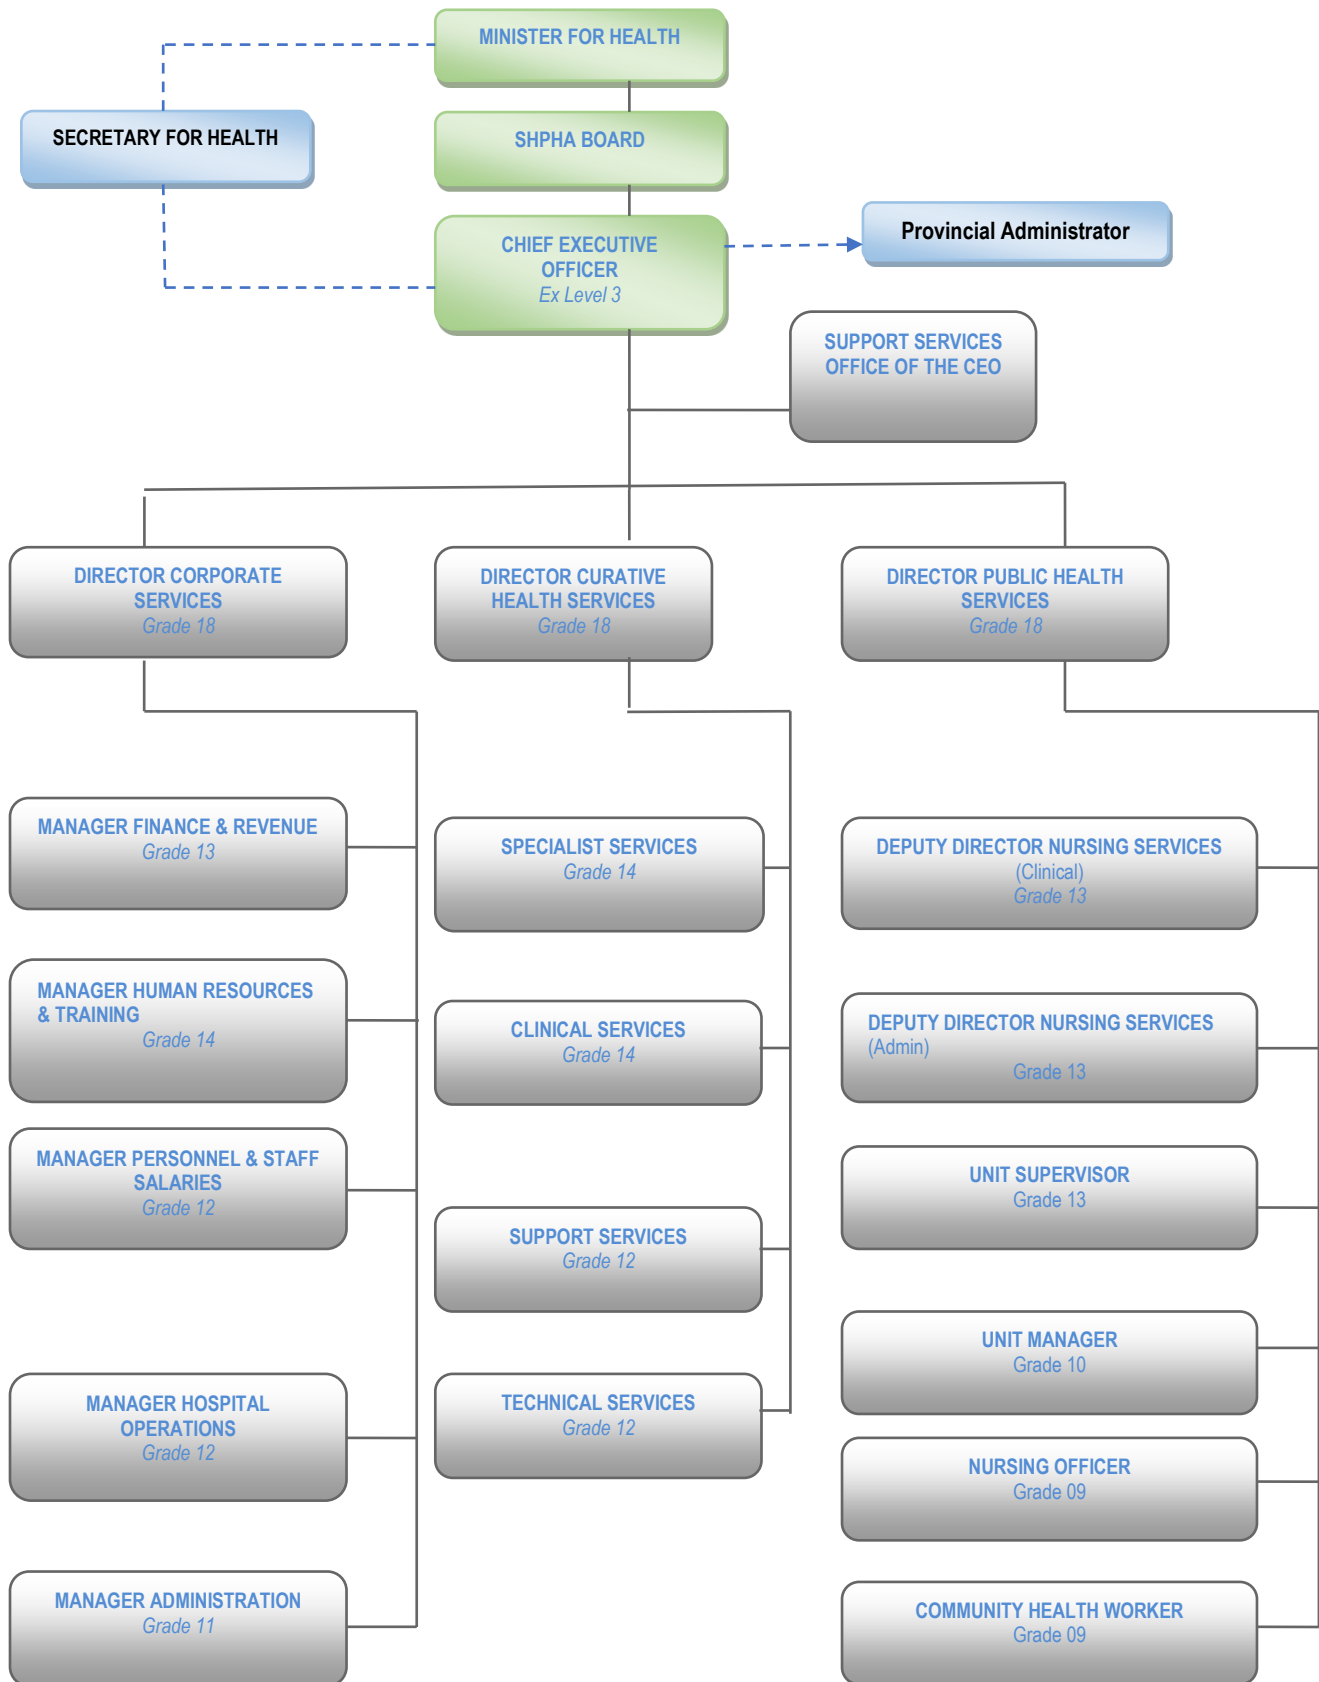 MINISTER FOR HEALTH
SECRETARY FOR HEALTH
SHPHA BOARD
CHIEF EXECUTIVE
OFFICER
Ex Level 3
Provincial Administrator
SUPPORT SERVICES
OFFICE OF THE CEO
DIRECTOR CORPORATE
SERVICES
Grade 18
DIRECTOR CURATIVE
HEALTH SERVICES
Grade 18
DIRECTOR PUBLIC HEALTH
SERVICES
Grade 18
MANAGER FINANCE & REVENUE
Grade 13
MANAGER HUMAN RESOURCES
& TRAINING
Grade 14
MANAGER PERSONNEL & STAFF
SALARIES
Grade 12
MANAGER HOSPITAL
OPERATIONS
Grade 12
MANAGER ADMINISTRATION
Grade 11
SPECIALIST SERVICES
Grade 14
CLINICAL SERVICES
Grade 14
SUPPORT SERVICES
Grade 12
TECHNICAL SERVICES
Grade 12
DEPUTY DIRECTOR NURSING SERVICES
(Clinical)
Grade 13
DEPUTY DIRECTOR NURSING SERVICES
(Admin)
Grade 13
UNIT SUPERVISOR
Grade 13
UNIT MANAGER
Grade 10
NURSING OFFICER
Grade 09
COMMUNITY HEALTH WORKER
Grade 09